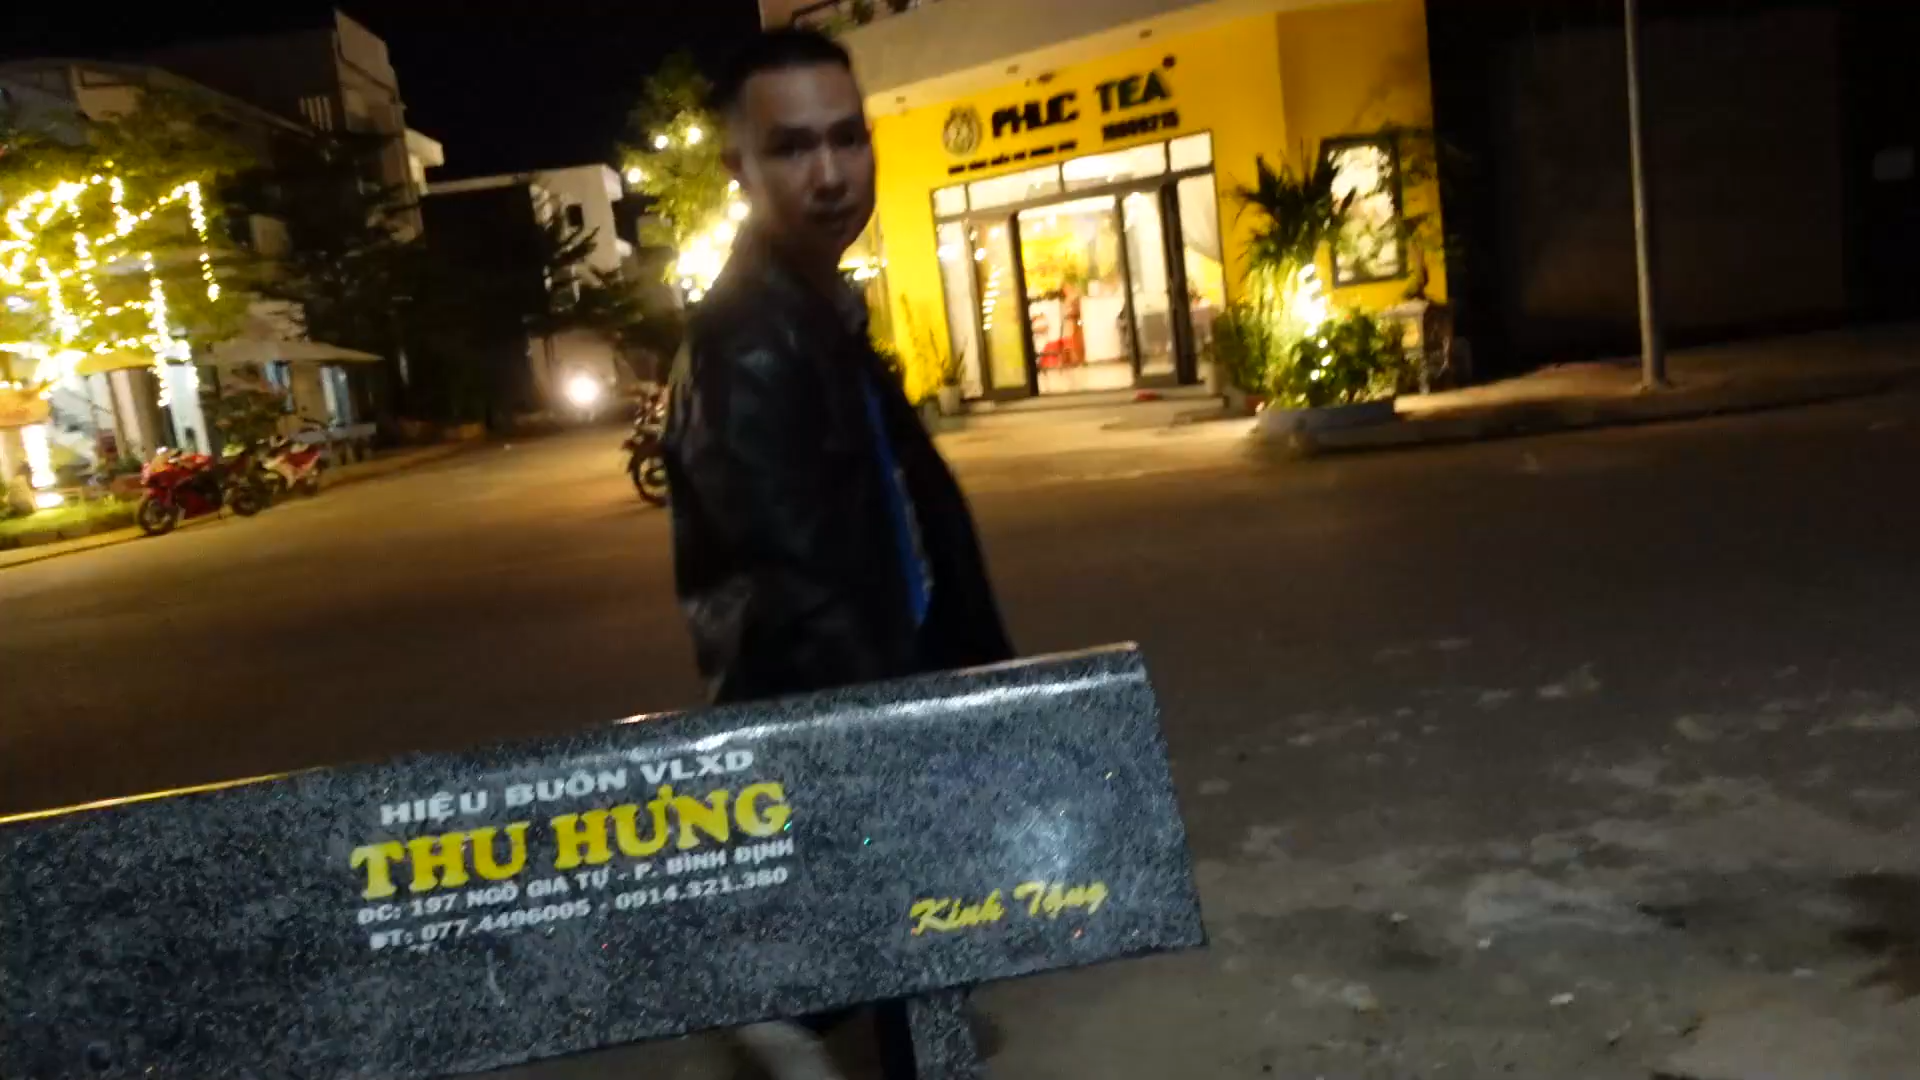 PHUC TEA
HIỆU BUÔN VLXD
THU HƯNG
ĐC: 197 NGÔ GIA TỰ - P. BÌNH ĐỊNH
ĐT: 077.4496005 - 0914.321.380
Kính Tặng